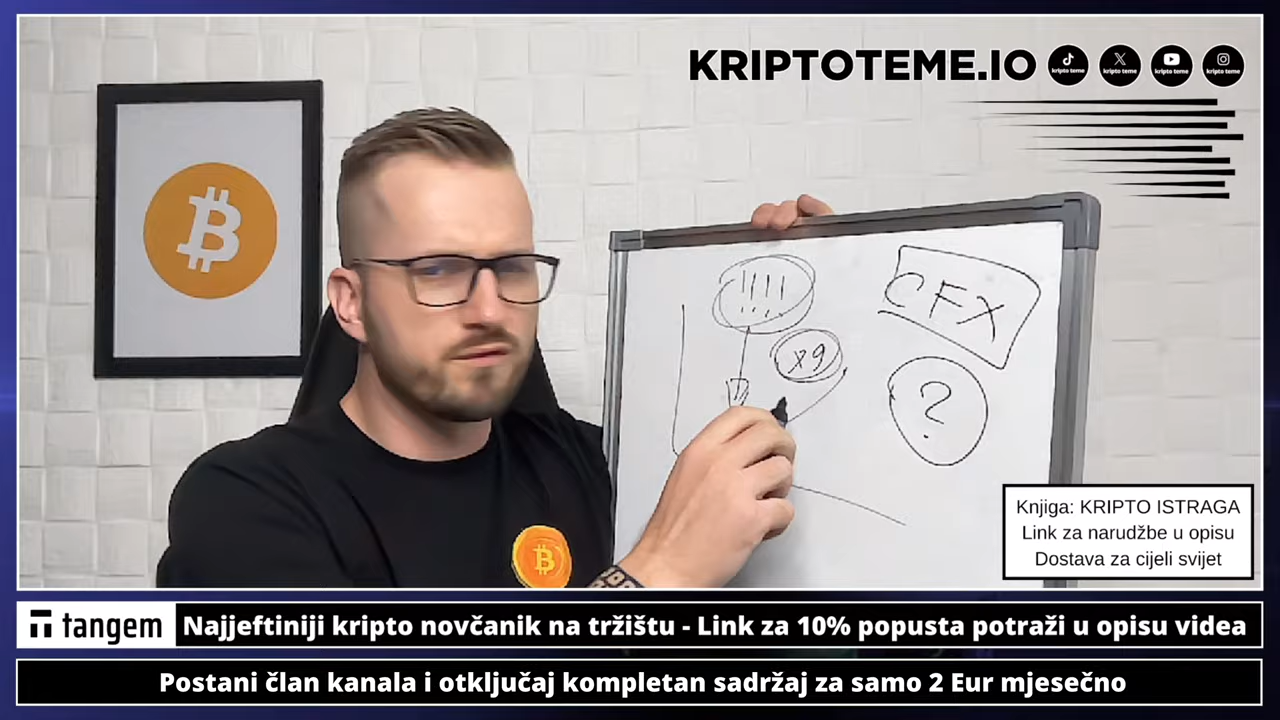 KRIPTOTEME.IO
kripto teme
kripto teme
kripto teme
kripto teme
!!!!
CFX
x9
?
Knjiga: KRIPTO ISTRAGA
Link za narudžbe u opisu
Dostava za cijeli svijet
tangem
Najjeftiniji kripto novčanik na tržištu - Link za 10% popusta potraži u opisu videa
Postani član kanala i otključaj kompletan sadržaj za samo 2 Eur mjesečno